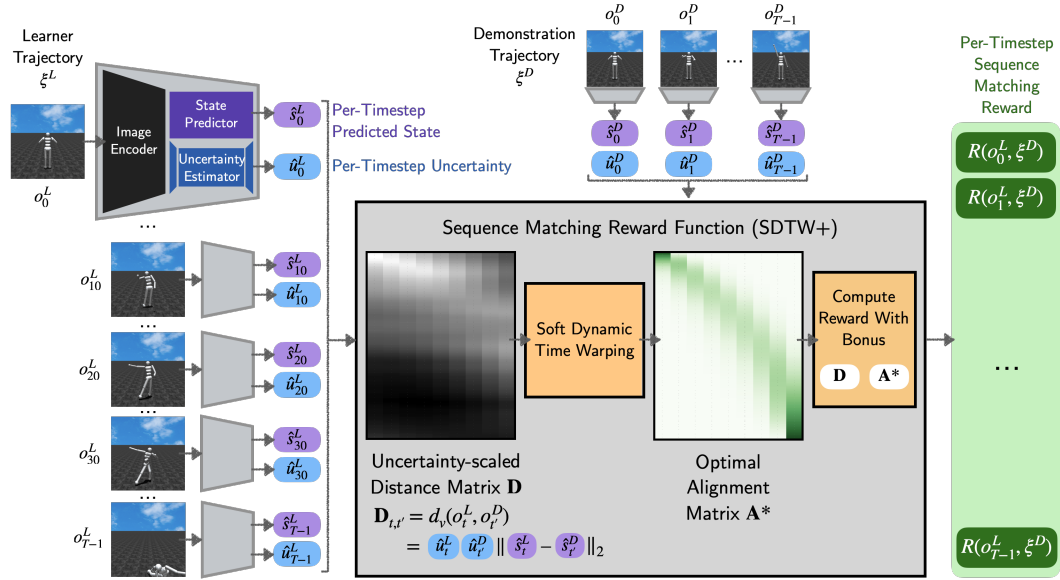 Learner
Trajectory
ξ^L
o_0^L
Image
Encoder
State
Predictor
Uncertainty
Estimator
ŝ_0^L
û_0^L
Per-Timestep
Predicted State
Per-Timestep Uncertainty
...
o_10^L
ŝ_10^L
û_10^L
...
o_20^L
ŝ_20^L
û_20^L
...
o_30^L
ŝ_30^L
û_30^L
...
o_{T-1}^L
ŝ_{T-1}^L
û_{T-1}^L
Demonstration
Trajectory
ξ^D
o_0^D o_1^D o_{T'-1}^D
...
ŝ_0^D ŝ_1^D ŝ_{T'-1}^D
û_0^D û_1^D û_{T'-1}^D
Sequence Matching Reward Function (SDTW+)
Soft Dynamic
Time Warping
Compute
Reward With
Bonus
D A*
Uncertainty-scaled
Distance Matrix D
D_{t,t'} = d_v(o_t^L, o_{t'}^D)
= û_t^L û_{t'}^D ‖ ŝ_t^L − ŝ_{t'}^D ‖_2
Optimal
Alignment
Matrix A*
Per-Timestep
Sequence
Matching
Reward
R(o_0^L, ξ^D)
R(o_1^L, ξ^D)
...
R(o_{T-1}^L, ξ^D)